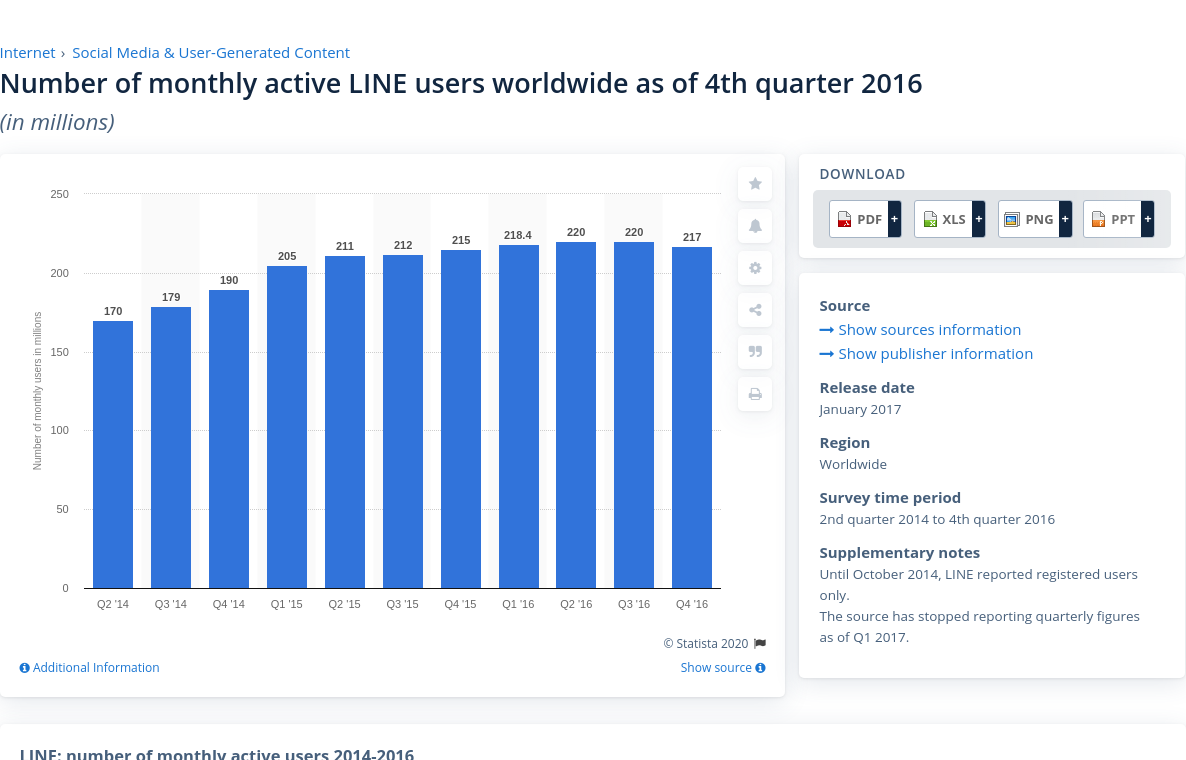 Internet › Social Media & User-Generated Content
Number of monthly active LINE users worldwide as of 4th quarter 2016
(in millions)
Number of monthly users in millions
250
200
150
100
50
0
170
179
190
205
211
212
215
218.4
220
220
217
Q2 '14
Q3 '14
Q4 '14
Q1 '15
Q2 '15
Q3 '15
Q4 '15
Q1 '16
Q2 '16
Q3 '16
Q4 '16
© Statista 2020
Additional Information
Show source
DOWNLOAD
PDF +
XLS +
PNG +
PPT +
Source
Show sources information
Show publisher information
Release date
January 2017
Region
Worldwide
Survey time period
2nd quarter 2014 to 4th quarter 2016
Supplementary notes
Until October 2014, LINE reported registered users
only.
The source has stopped reporting quarterly figures
as of Q1 2017.
LINE: number of monthly active users 2014-2016